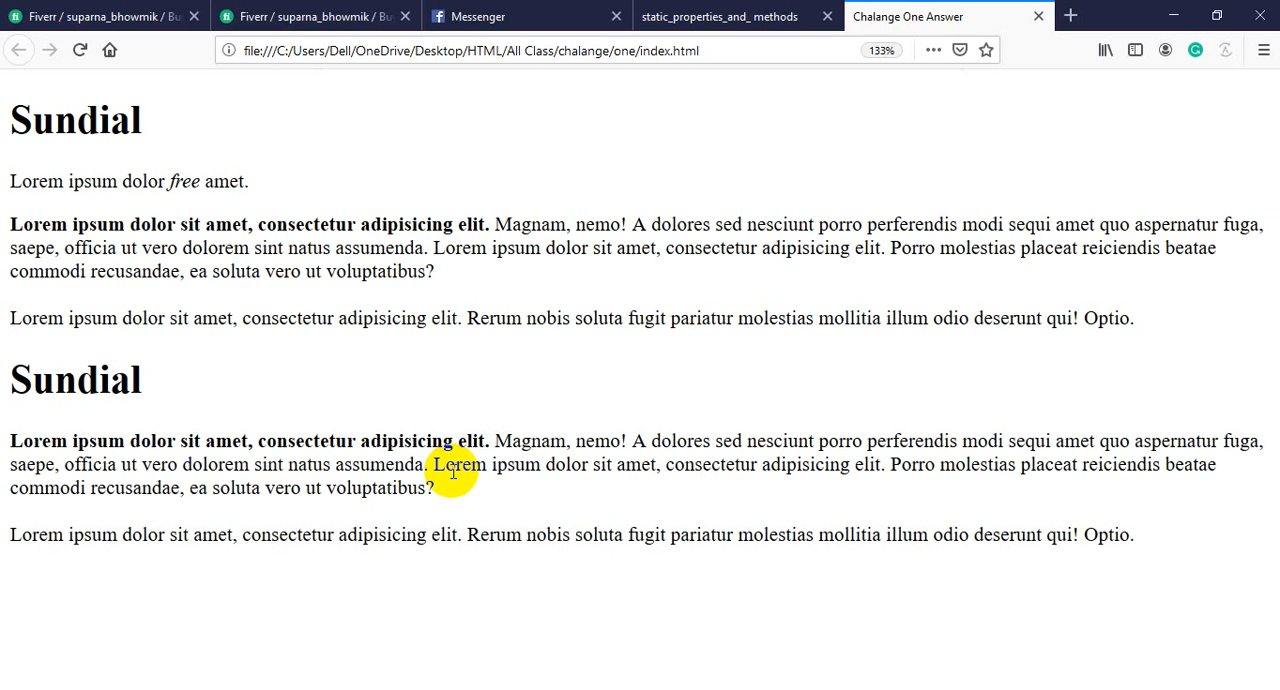 Fiverr / suparna_bhowmik / Bu
Fiverr / suparna_bhowmik / Bu
Messenger
static_properties_and_ methods
Chalange One Answer
file:///C:/Users/Dell/OneDrive/Desktop/HTML/All Class/chalange/one/index.html
133%
Sundial
Lorem ipsum dolor free amet.
Lorem ipsum dolor sit amet, consectetur adipisicing elit. Magnam, nemo! A dolores sed nesciunt porro perferendis modi sequi amet quo aspernatur fuga,
saepe, officia ut vero dolorem sint natus assumenda. Lorem ipsum dolor sit amet, consectetur adipisicing elit. Porro molestias placeat reiciendis beatae
commodi recusandae, ea soluta vero ut voluptatibus?
Lorem ipsum dolor sit amet, consectetur adipisicing elit. Rerum nobis soluta fugit pariatur molestias mollitia illum odio deserunt qui! Optio.
Sundial
Lorem ipsum dolor sit amet, consectetur adipisicing elit. Magnam, nemo! A dolores sed nesciunt porro perferendis modi sequi amet quo aspernatur fuga,
saepe, officia ut vero dolorem sint natus assumenda. Lorem ipsum dolor sit amet, consectetur adipisicing elit. Porro molestias placeat reiciendis beatae
commodi recusandae, ea soluta vero ut voluptatibus?
Lorem ipsum dolor sit amet, consectetur adipisicing elit. Rerum nobis soluta fugit pariatur molestias mollitia illum odio deserunt qui! Optio.